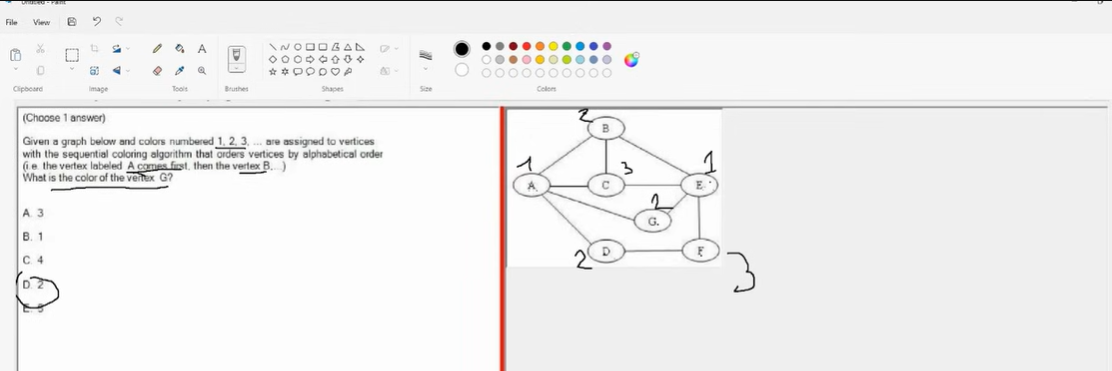 Untitled - Paint
File View
Clipboard
Image
Tools
Brushes
Shapes
Size
Colors
(Choose 1 answer)
Given a graph below and colors numbered 1, 2, 3, ... are assigned to vertices
with the sequential coloring algorithm that orders vertices by alphabetical order
(i.e. the vertex labeled A comes first, then the vertex B, ...)
What is the color of the vertex G?
A. 3
B. 1
C. 4
D. 2
2
B
1
3
1
A
C
E
2
G.
2
D
F
3